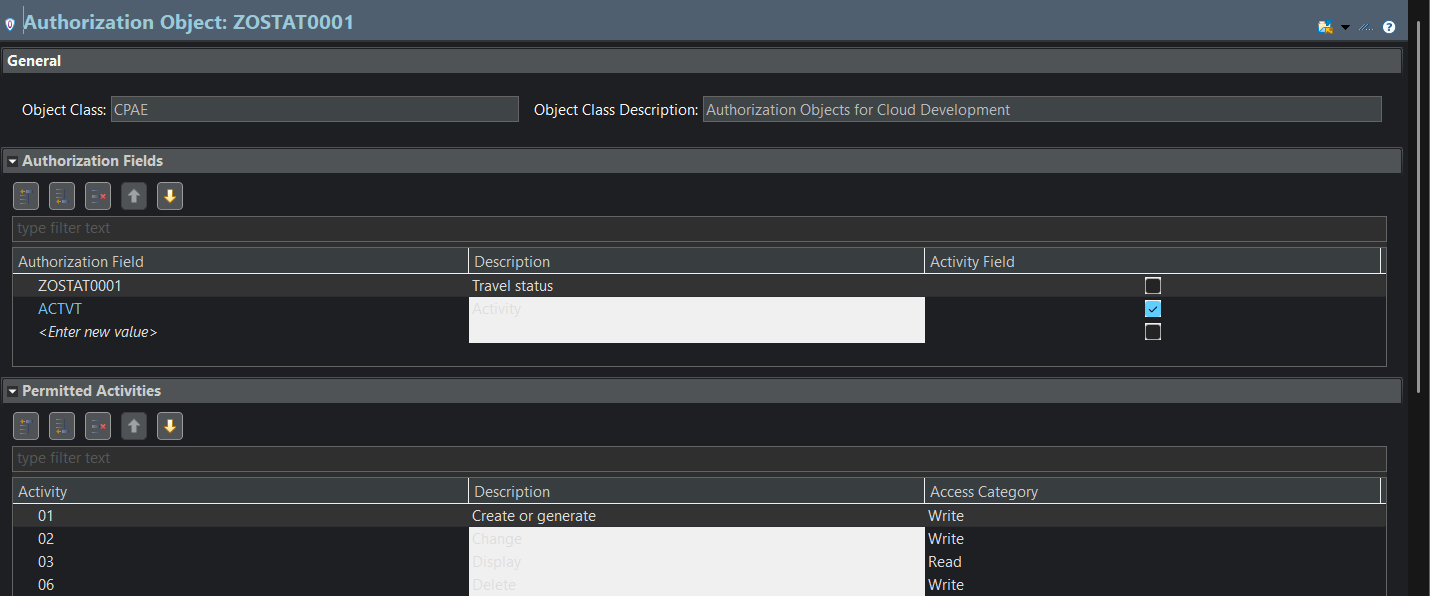 Authorization Object: ZOSTAT0001
General
Object Class: CPAE Object Class Description: Authorization Objects for Cloud Development
Authorization Fields
type filter text
Authorization Field Description Activity Field
ZOSTAT0001 Travel status
ACTVT Activity
<Enter new value>
Permitted Activities
type filter text
Activity Description Access Category
01 Create or generate Write
02 Change Write
03 Display Read
06 Delete Write